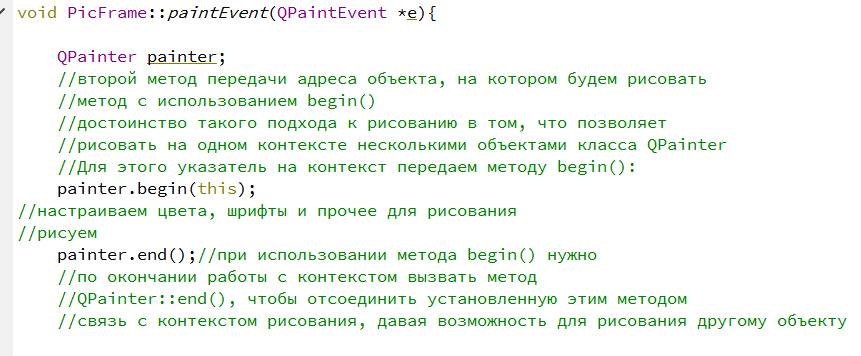 void PicFrame::paintEvent(QPaintEvent *e){
QPainter painter;
//второй метод передачи адреса объекта, на котором будем рисовать
//метод с использованием begin()
//достоинство такого подхода к рисованию в том, что позволяет
//рисовать на одном контексте несколькими объектами класса QPainter
//Для этого указатель на контекст передаем методу begin():
painter.begin(this);
//настраиваем цвета, шрифты и прочее для рисования
//рисуем
painter.end();//при использовании метода begin() нужно
//по окончании работы с контекстом вызвать метод
//QPainter::end(), чтобы отсоединить установленную этим методом
//связь с контекстом рисования, давая возможность для рисования другому объекту